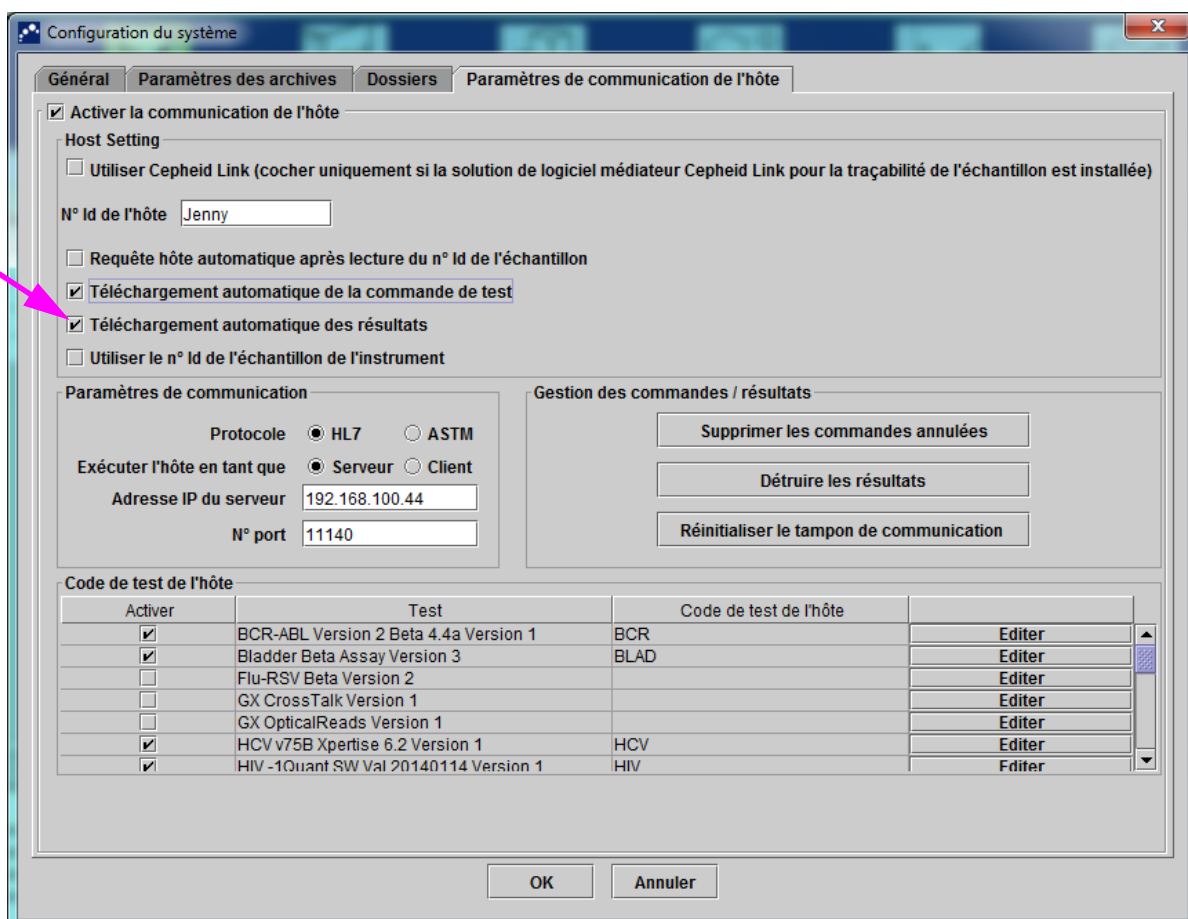 Configuration du système
Général Paramètres des archives Dossiers Paramètres de communication de l'hôte
Activer la communication de l'hôte
Host Setting
Utiliser Cepheid Link (cocher uniquement si la solution de logiciel médiateur Cepheid Link pour la traçabilité de l'échantillon est installée)
N° Id de l'hôte Jenny
Requête hôte automatique après lecture du n° Id de l'échantillon
Téléchargement automatique de la commande de test
Téléchargement automatique des résultats
Utiliser le n° Id de l'échantillon de l'instrument
Paramètres de communication
Protocole HL7 ASTM
Exécuter l'hôte en tant que Serveur Client
Adresse IP du serveur 192.168.100.44
N° port 11140
Gestion des commandes / résultats
Supprimer les commandes annulées
Détruire les résultats
Réinitialiser le tampon de communication
Code de test de l'hôte
Activer Test Code de test de l'hôte
BCR-ABL Version 2 Beta 4.4a Version 1 BCR Editer
Bladder Beta Assay Version 3 BLAD Editer
Flu-RSV Beta Version 2 Editer
GX CrossTalk Version 1 Editer
GX OpticalReads Version 1 Editer
HCV v75B Xpertise 6.2 Version 1 HCV Editer
HIV -1Quant SW Val 20140114 Version 1 HIV Editer
OK Annuler